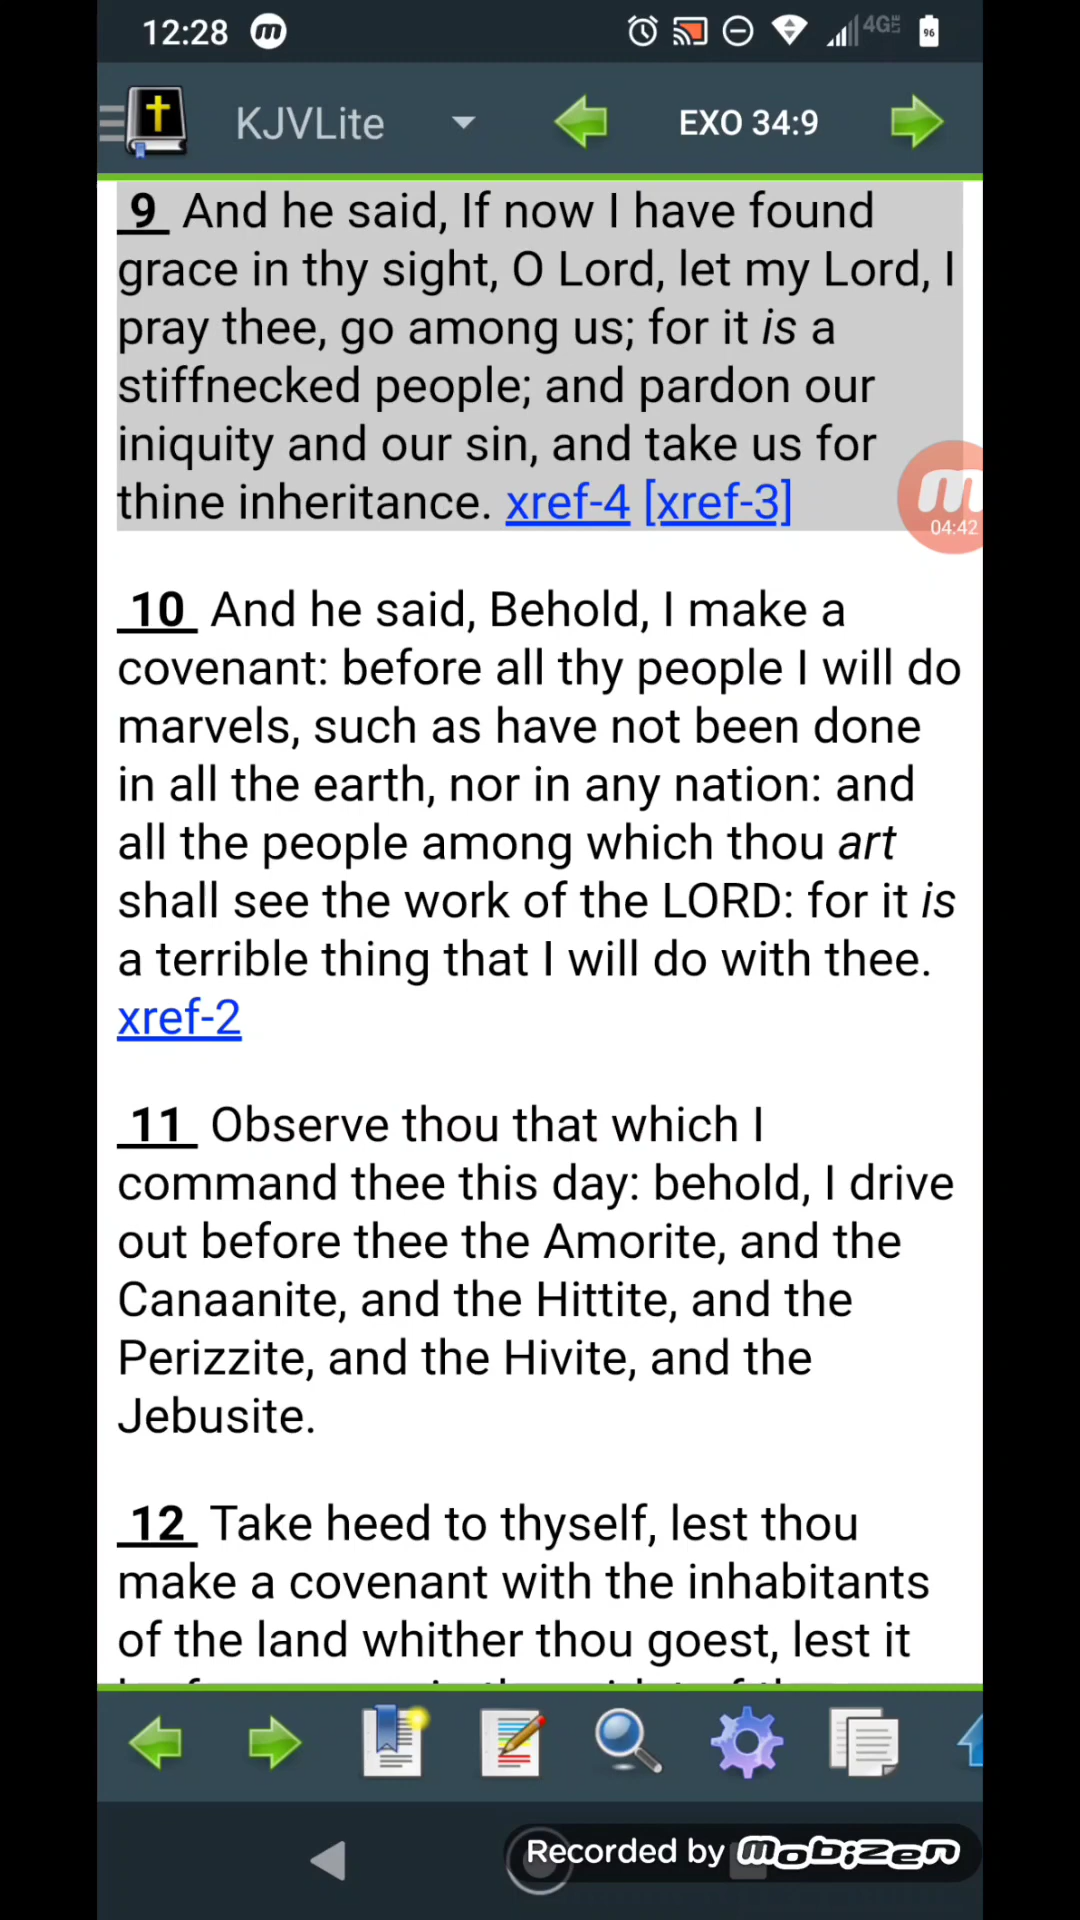 12:28 m 4G LTE 96
KJVLite EXO 34:9
9 And he said, If now I have found
grace in thy sight, O Lord, let my Lord, I
pray thee, go among us; for it is a
stiffnecked people; and pardon our
iniquity and our sin, and take us for
thine inheritance. xref-4 [xref-3]
m
04:42
10 And he said, Behold, I make a
covenant: before all thy people I will do
marvels, such as have not been done
in all the earth, nor in any nation: and
all the people among which thou art
shall see the work of the LORD: for it is
a terrible thing that I will do with thee.
xref-2
11 Observe thou that which I
command thee this day: behold, I drive
out before thee the Amorite, and the
Canaanite, and the Hittite, and the
Perizzite, and the Hivite, and the
Jebusite.
12 Take heed to thyself, lest thou
make a covenant with the inhabitants
of the land whither thou goest, lest it
Recorded by mobizen